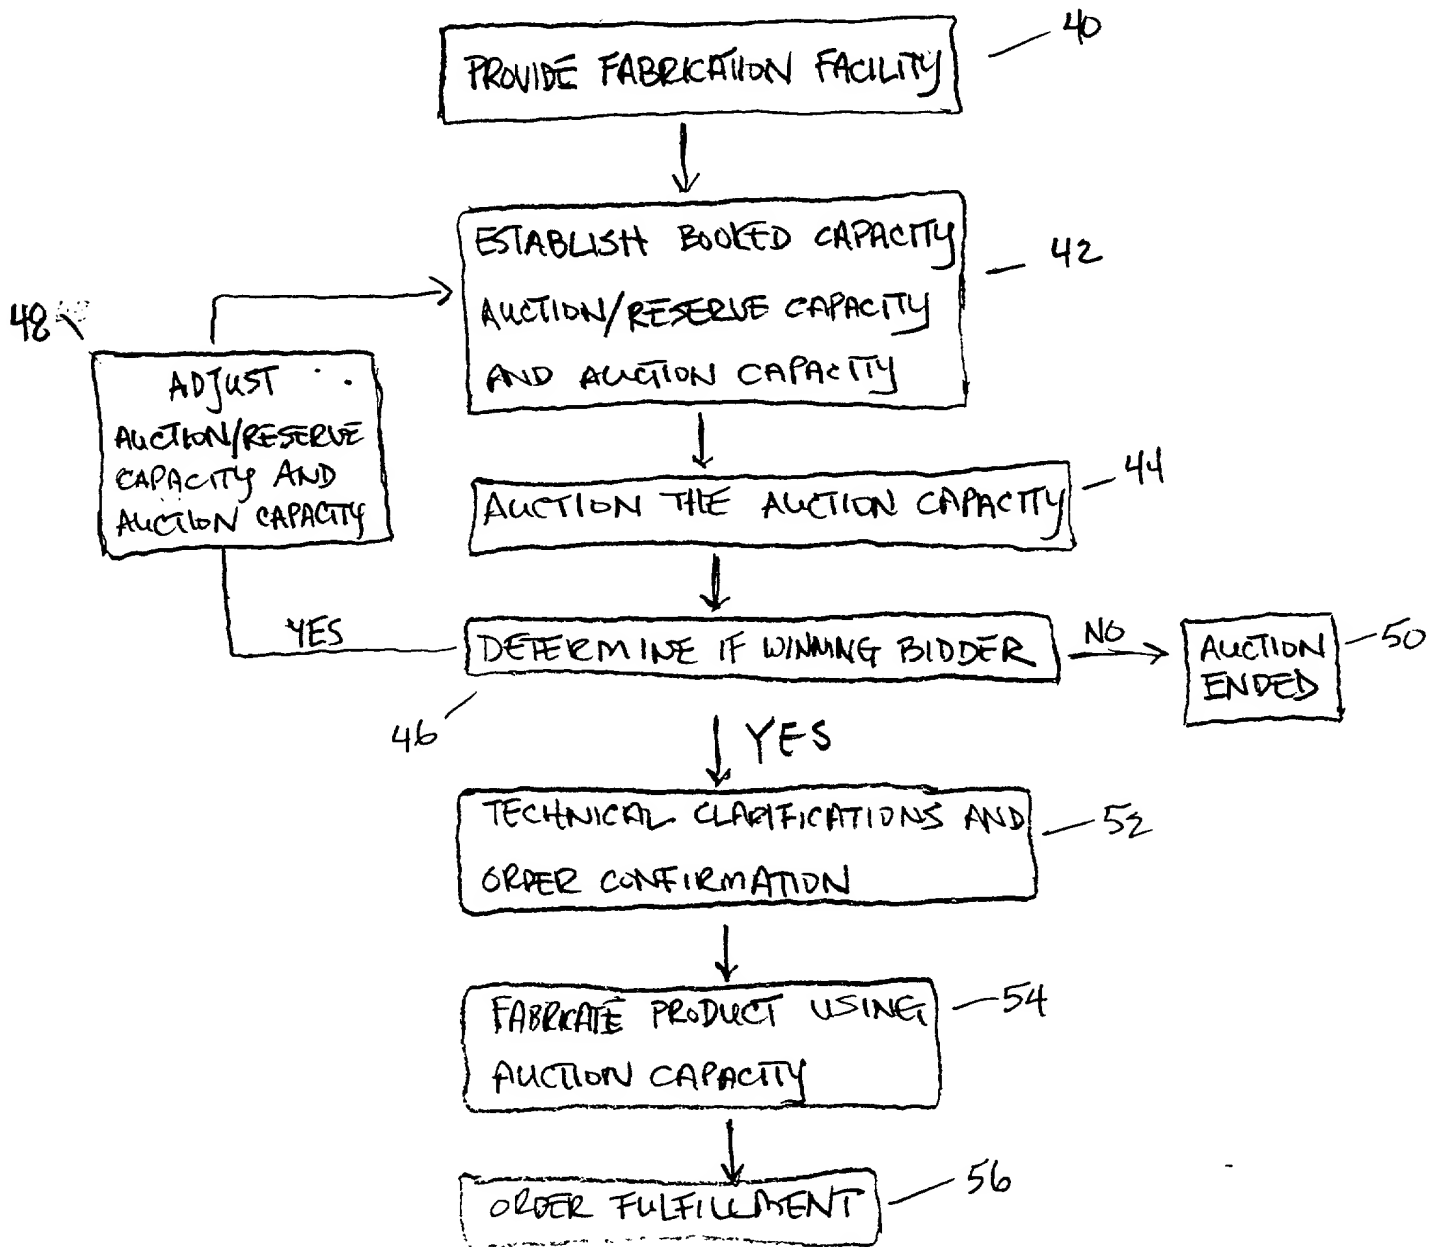 40
PROVIDE FABRICATION FACILITY
42
ESTABLISH BOOKED CAPACITY
AUCTION/RESERVE CAPACITY
AND AUCTION CAPACITY
48
ADJUST
AUCTION/RESERVE
CAPACITY AND
AUCTION CAPACITY
44
AUCTION THE AUCTION CAPACITY
YES
DETERMINE IF WINNING BIDDER
NO
AUCTION
ENDED
50
46
YES
TECHNICAL CLARIFICATIONS AND
ORDER CONFIRMATION
52
FABRICATE PRODUCT USING
AUCTION CAPACITY
54
ORDER FULFILLMENT
56